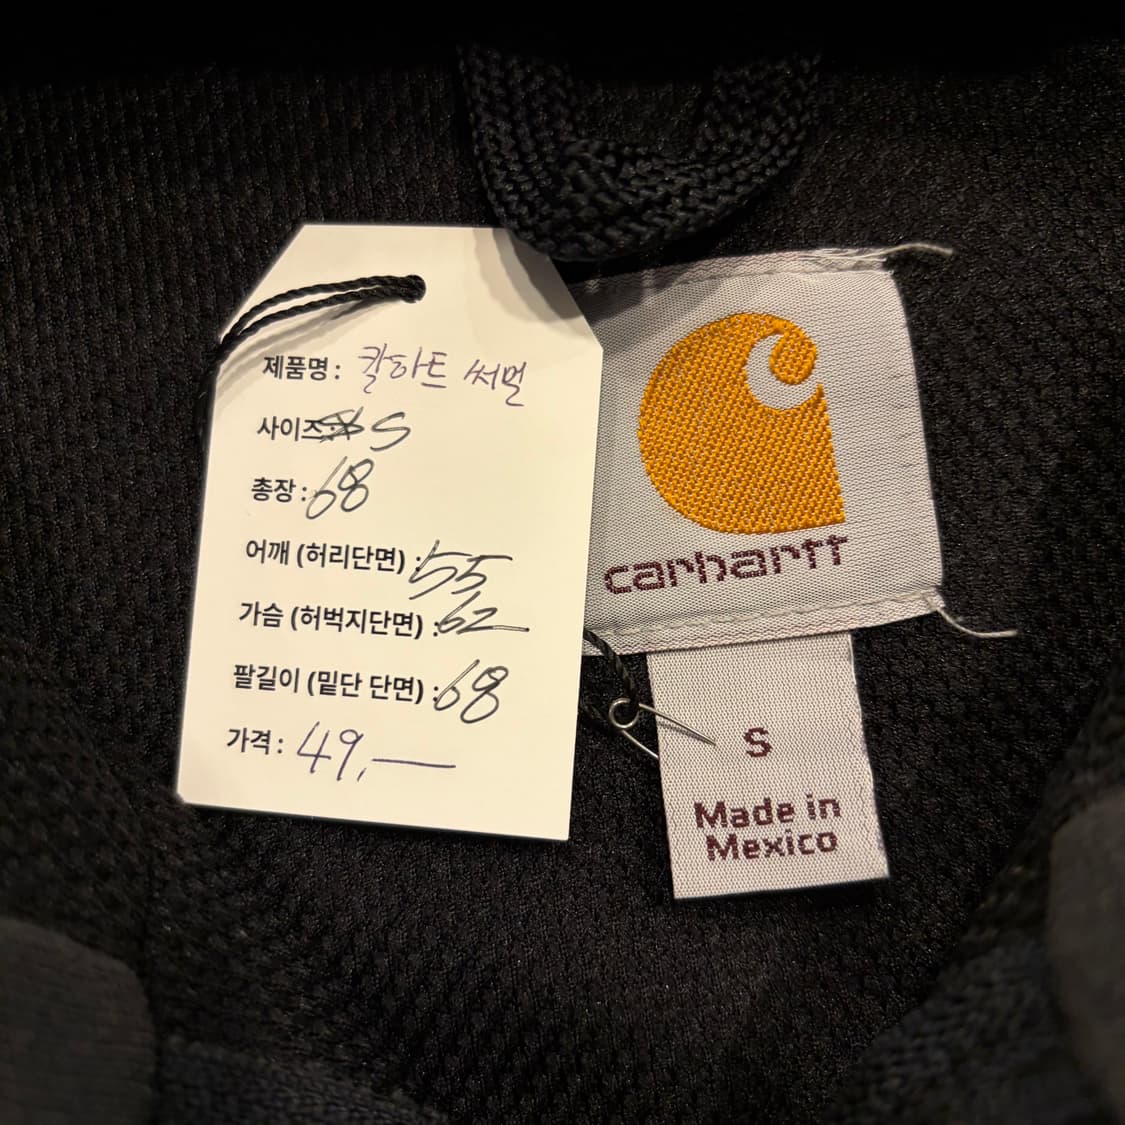 제품명 : 칼하트 써멀
사이즈 : S
총장 : 68
어깨 (허리단면) : 55
가슴 (허벅지단면) : 62
팔길이 (밑단 단면) : 68
가격 : 49,—
carhartt
S
Made in
Mexico